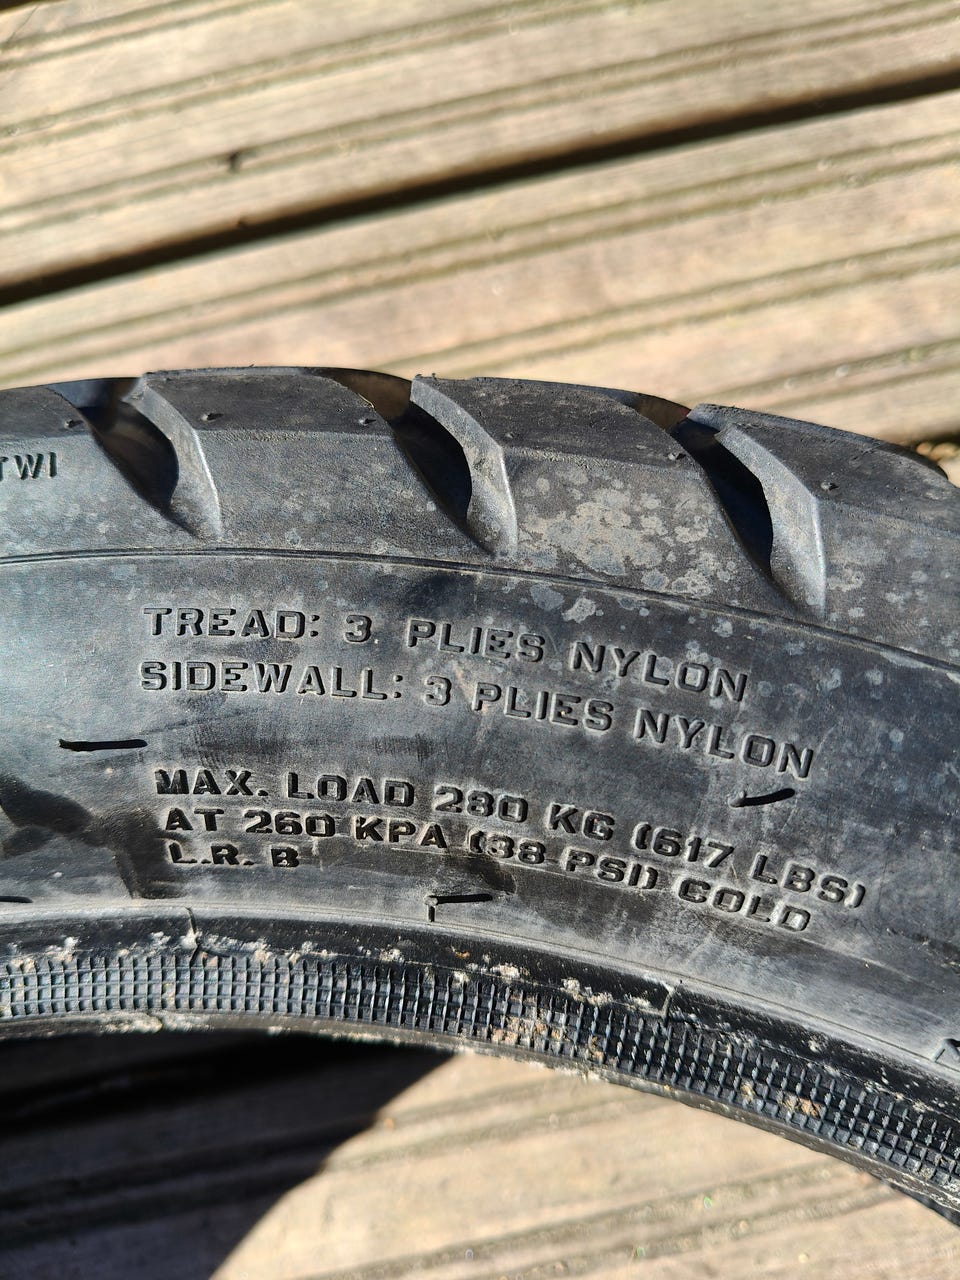 TWI
TREAD: 3 PLIES NYLON
SIDEWALL: 3 PLIES NYLON
MAX. LOAD 280 KG (617 LBS)
AT 260 KPA (38 PSI) COLD
L.R. B